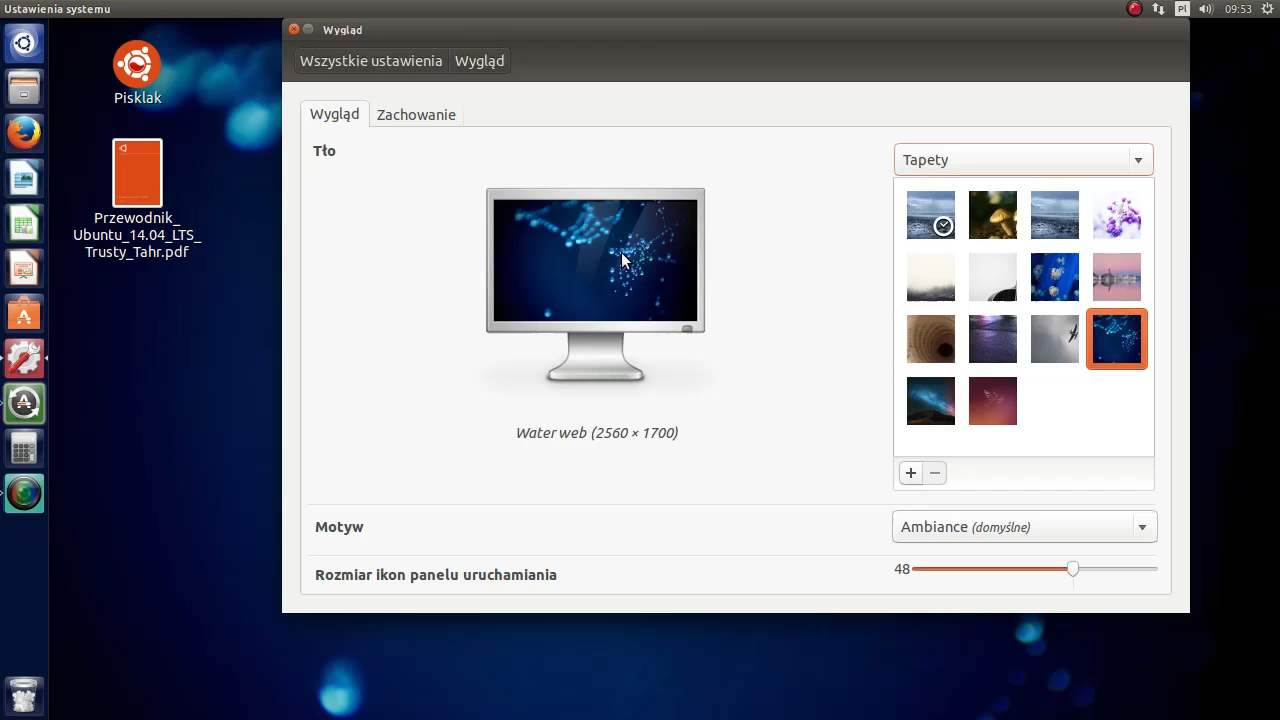 Ustawienia systemu
Pl
09:53
Wygląd
Wszystkie ustawienia
Wygląd
Wygląd
Zachowanie
Tło
Tapety
Pisklak
Przewodnik_
Ubuntu_14.04_LTS_
Trusty_Tahr.pdf
Water web (2560 × 1700)
Motyw
Ambiance (domyślne)
Rozmiar ikon panelu uruchamiania
48